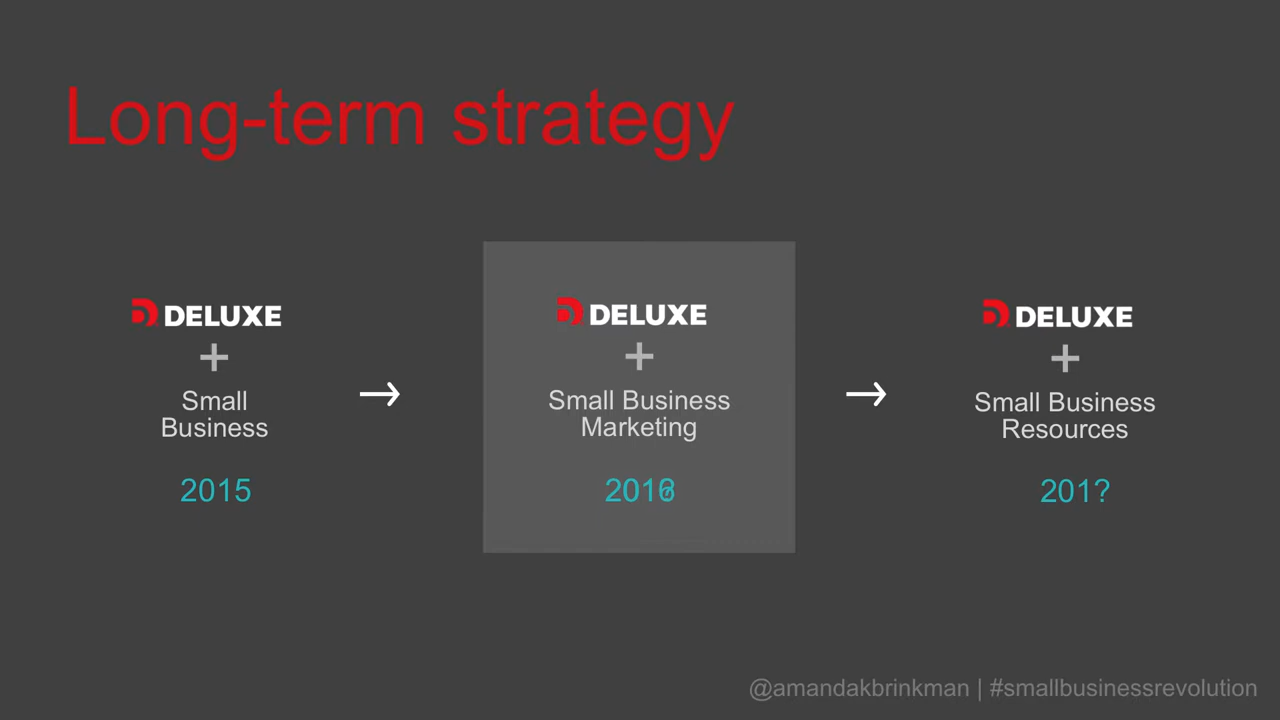 Long-term strategy
DELUXE
+
Small
Business
2015
→
DELUXE
+
Small Business
Marketing
→
DELUXE
+
Small Business
Resources
201?
@amandakbrinkman | #smallbusinessrevolution